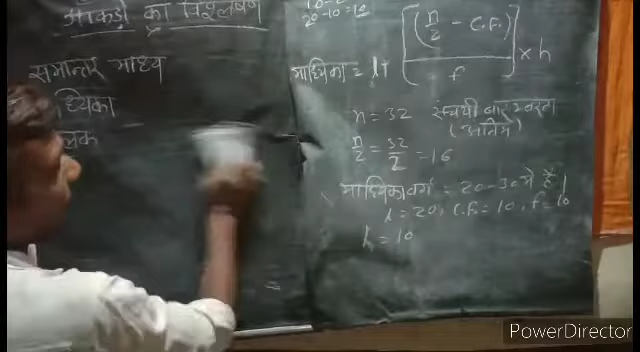 आँकड़ो का विश्लेषण
समान्तर माध्य
20-10=10
माध्यिका = l+ [(n/2 - C.F.)/f] × h
n = 32
n/2 = 32/2 = 16
(अन्तिम)
माध्यिका वर्ग = 20-30 में है।
l = 20, C.F. = 10, f = 10
h = 10
PowerDirector